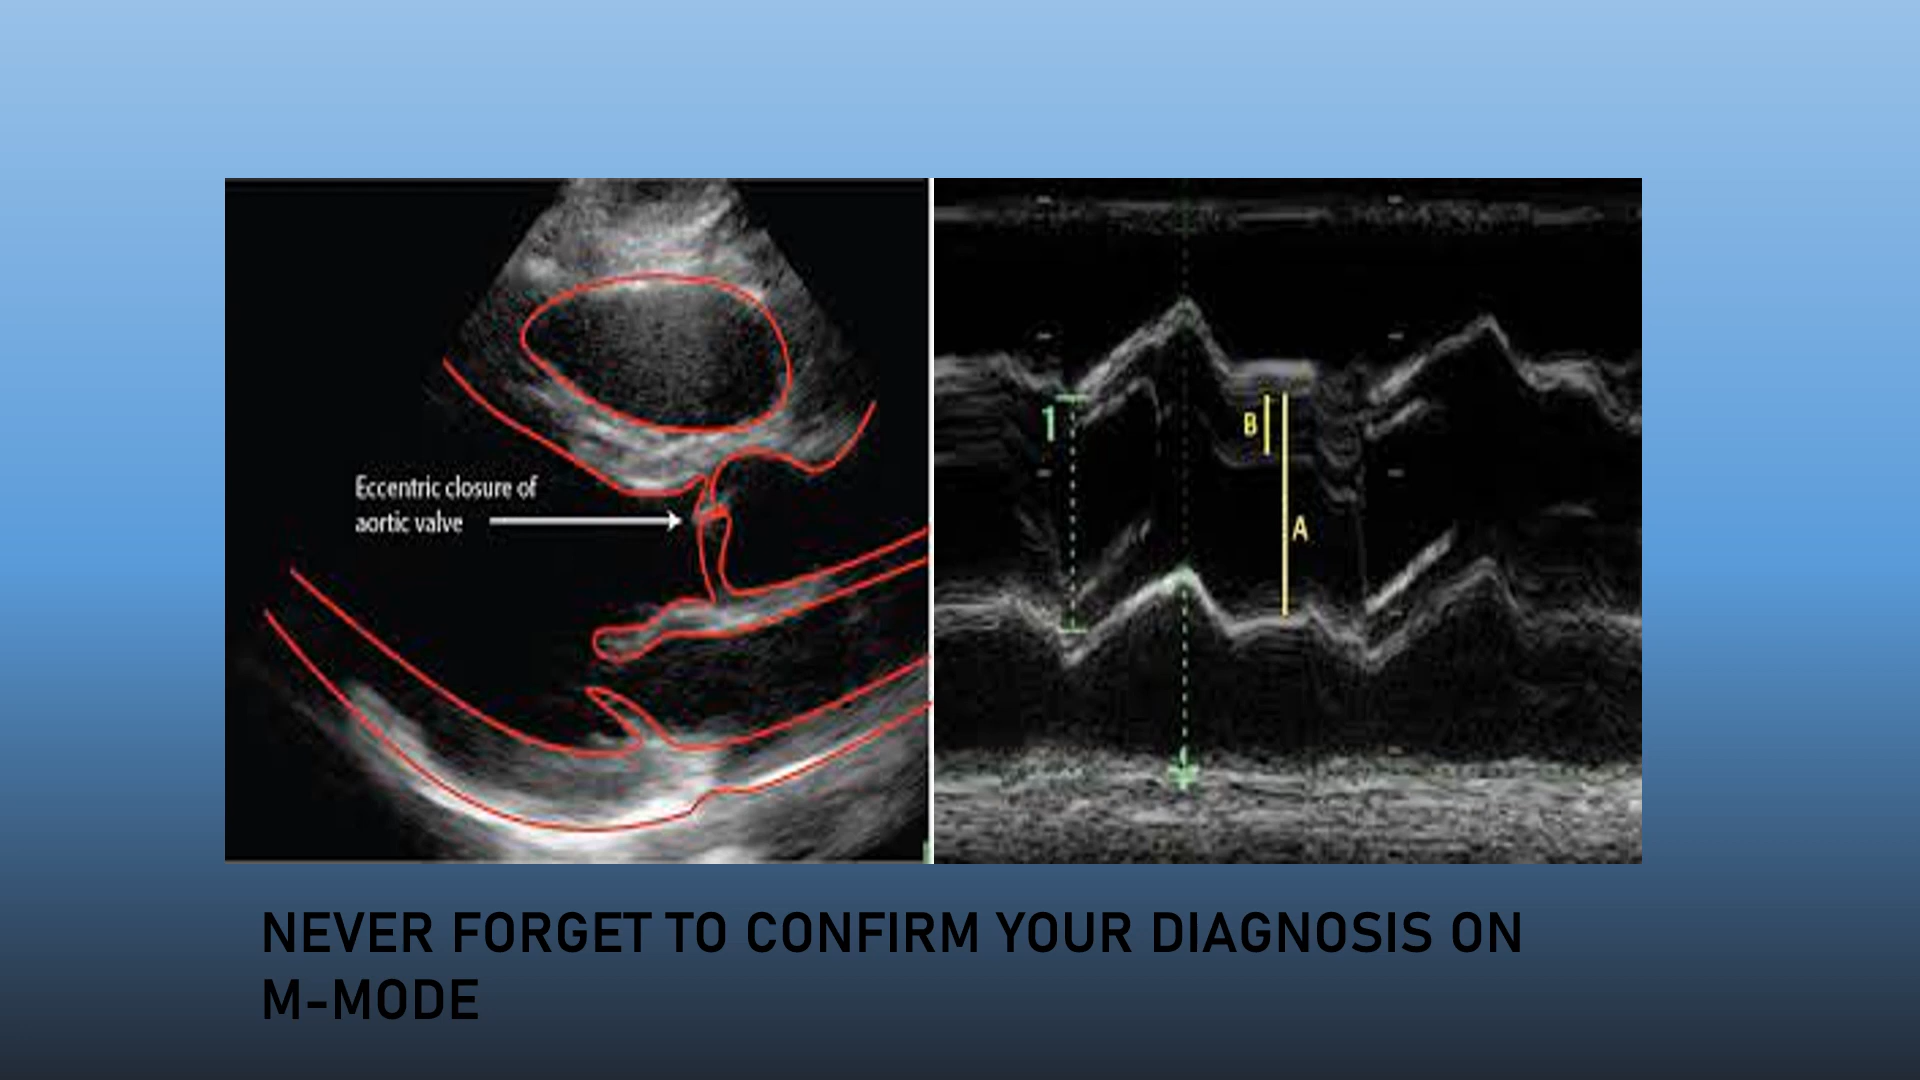 Eccentric closure of
aortic valve
1
B
A
NEVER FORGET TO CONFIRM YOUR DIAGNOSIS ON
M-MODE